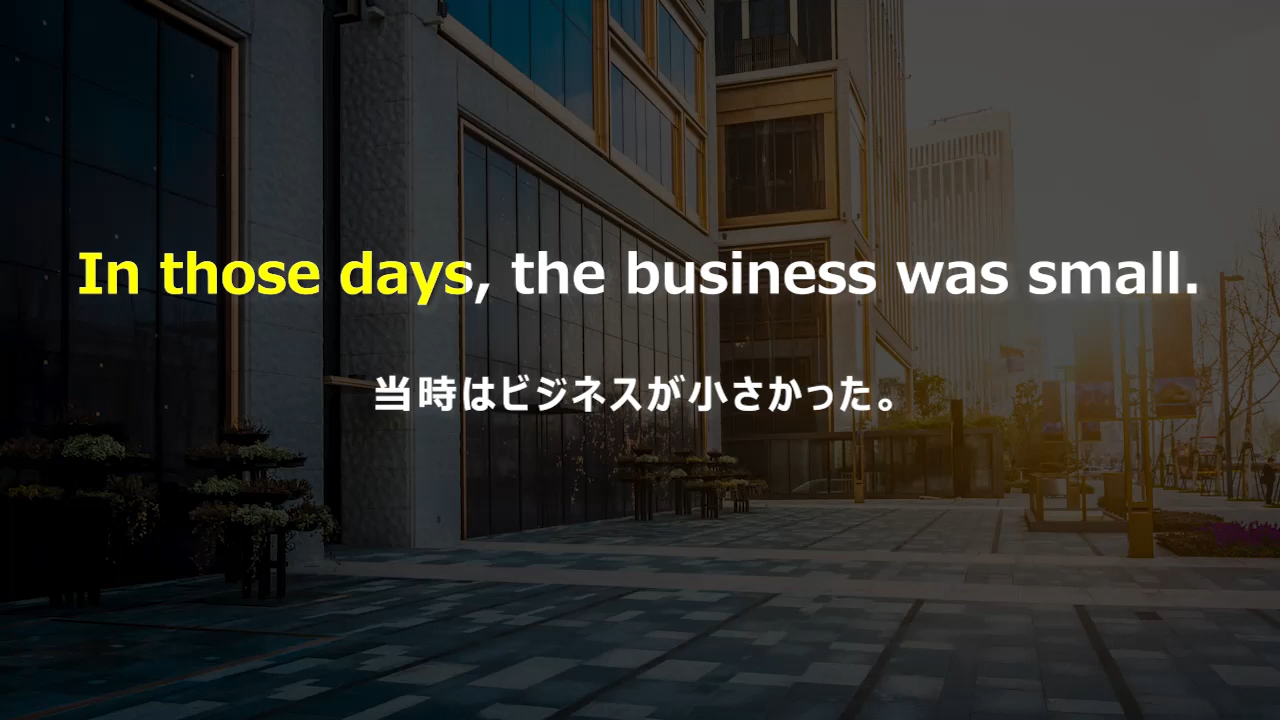 In those days, the business was small.
当時はビジネスが小さかった。